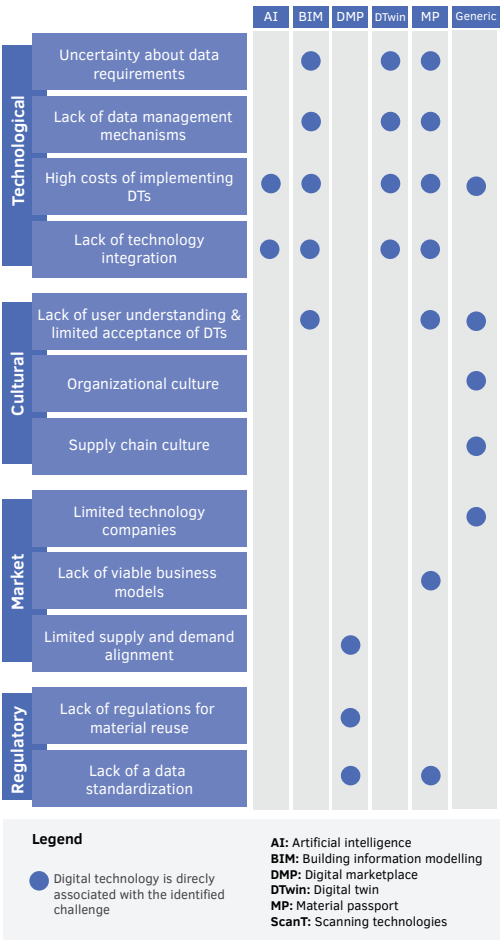 AI BIM DMP DTwin MP Generic
Technological
Uncertainty about data
requirements
Lack of data management
mechanisms
High costs of implementing
DTs
Lack of technology
integration
Cultural
Lack of user understanding &
limited acceptance of DTs
Organizational culture
Supply chain culture
Market
Limited technology
companies
Lack of viable business
models
Limited supply and demand
alignment
Regulatory
Lack of regulations for
material reuse
Lack of a data
standardization
Legend
Digital technology is direcly
associated with the identified
challenge
AI: Artificial intelligence
BIM: Building information modelling
DMP: Digital marketplace
DTwin: Digital twin
MP: Material passport
ScanT: Scanning technologies